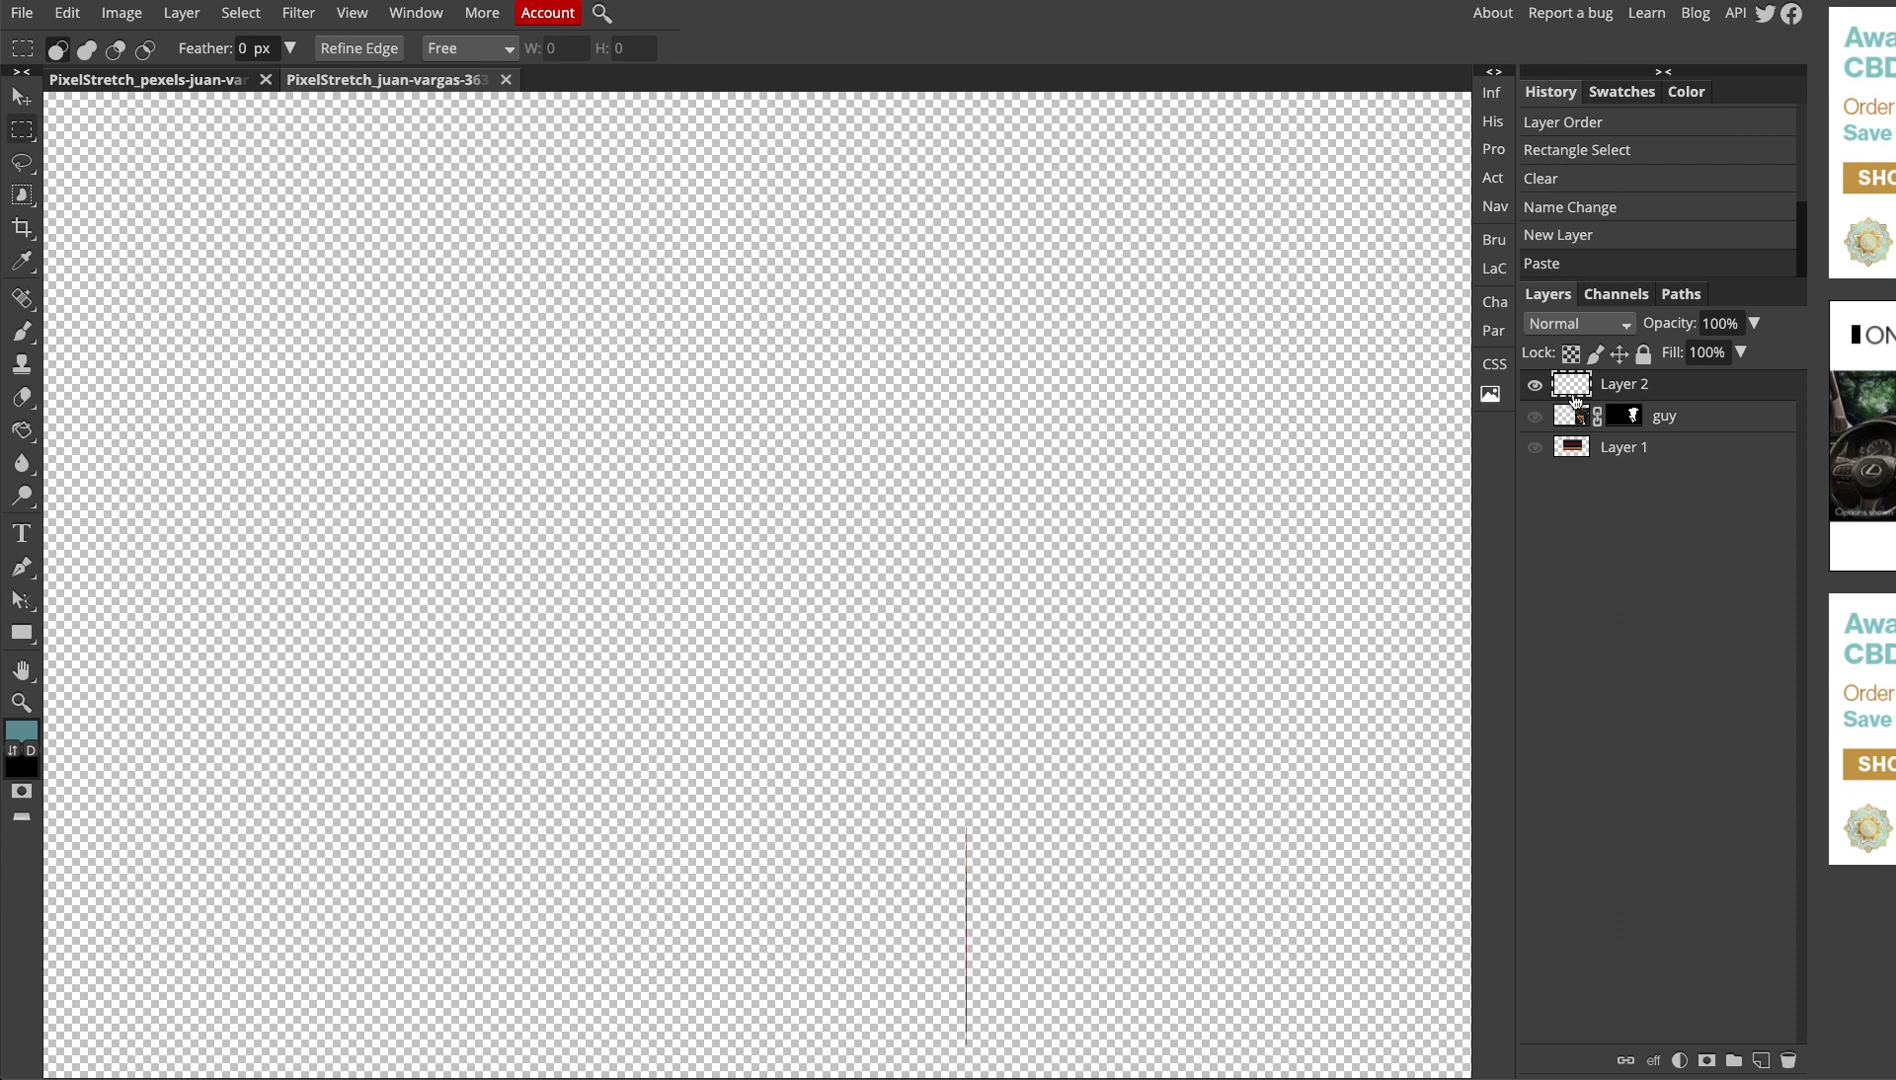 File Edit Image Layer Select Filter View Window More Account
About Report a bug Learn Blog API
Feather: 0 px Refine Edge Free W: 0 H: 0
> < PixelStretch_pexels-juan-var PixelStretch_juan-vargas-363
< >
> <
Inf
His
Pro
Act
Nav
Bru
LaC
Cha
Par
CSS
History Swatches Color
Layer Order
Rectangle Select
Clear
Name Change
New Layer
Paste
Layers Channels Paths
Normal Opacity: 100%
Lock: Fill: 100%
Layer 2
guy
Layer 1
eff
T
D
Awa
CBD
Order
Save
SHO
ON
Options shown
Awa
CBD
Order
Save
SHO